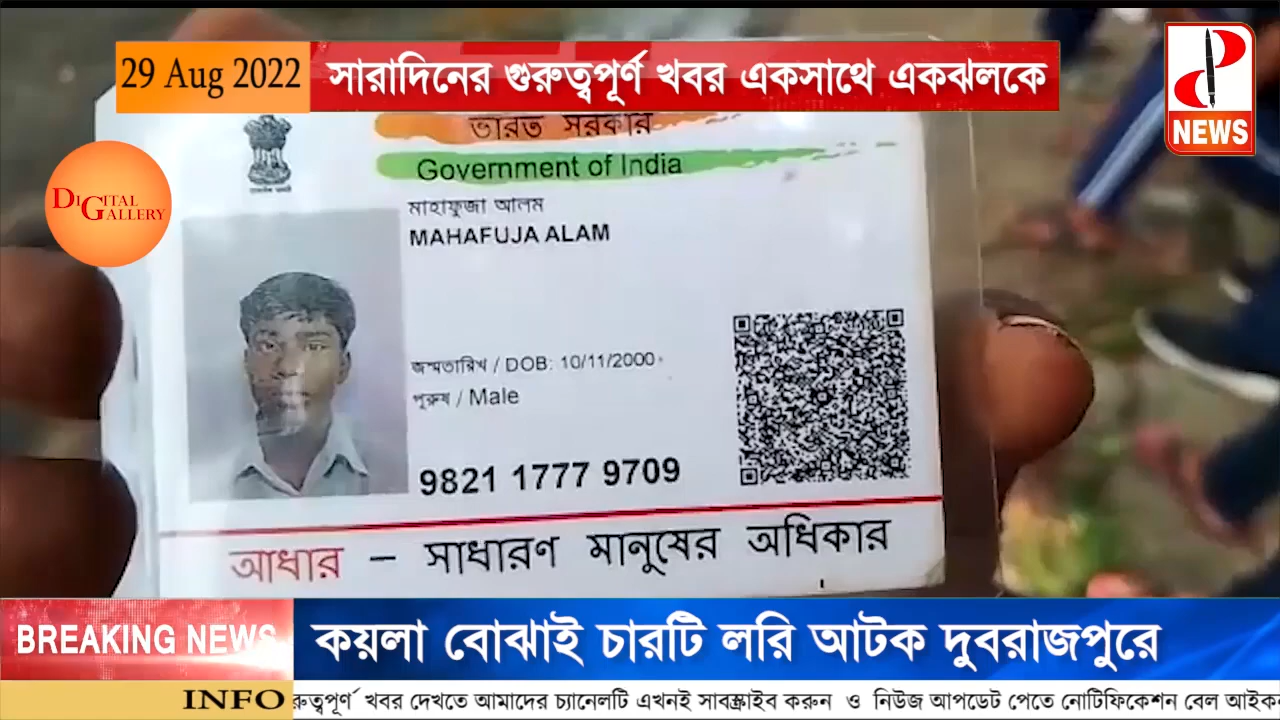 29 Aug 2022 সারাদিনের গুরুত্বপূর্ণ খবর একসাথে একঝলকে
NEWS
DIGITAL
GALLERY
ভারত সরকার
Government of India
মাহাফুজা আলম
MAHAFUJA ALAM
জন্মতারিখ / DOB: 10/11/2000
পুরুষ / Male
9821 1777 9709
আধার – সাধারণ মানুষের অধিকার
BREAKING NEWS কয়লা বোঝাই চারটি লরি আটক দুবরাজপুরে
INFO রুত্বপূর্ণ খবর দেখতে আমাদের চ্যানেলটি এখনই সাবস্ক্রাইব করুন ও নিউজ আপডেট পেতে নোটিফিকেশন বেল আইক